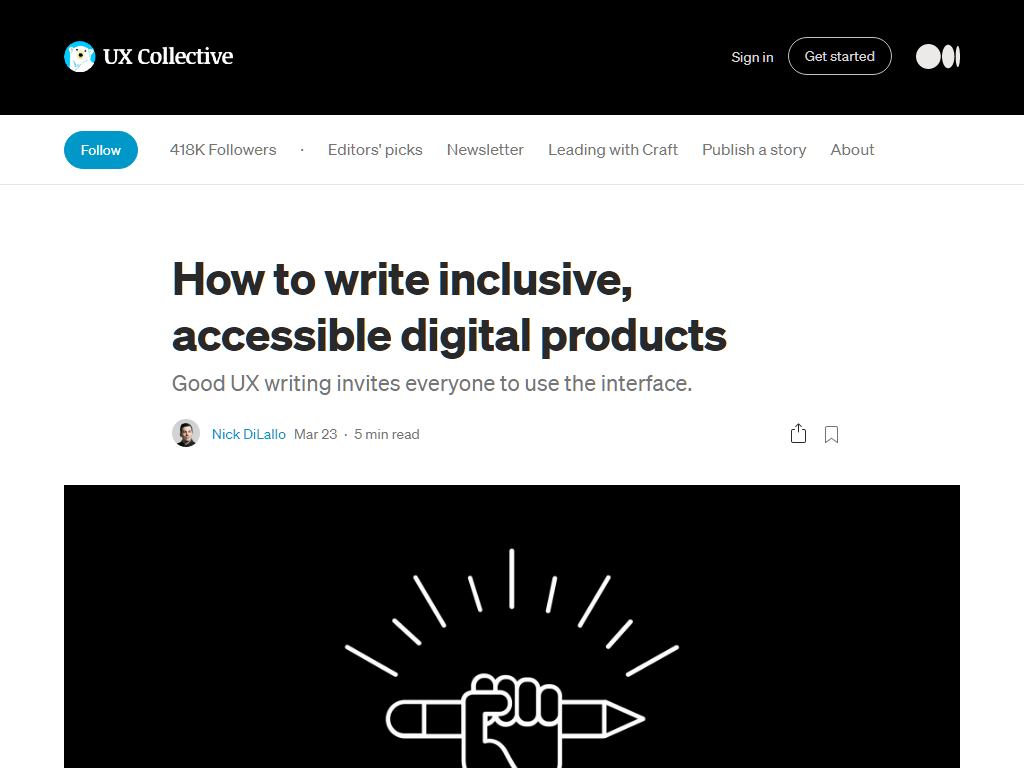 UX Collective
Sign in
Get started
Follow
418K Followers · Editors' picks Newsletter Leading with Craft Publish a story About
How to write inclusive,
accessible digital products
Good UX writing invites everyone to use the interface.
Nick DiLallo Mar 23 · 5 min read